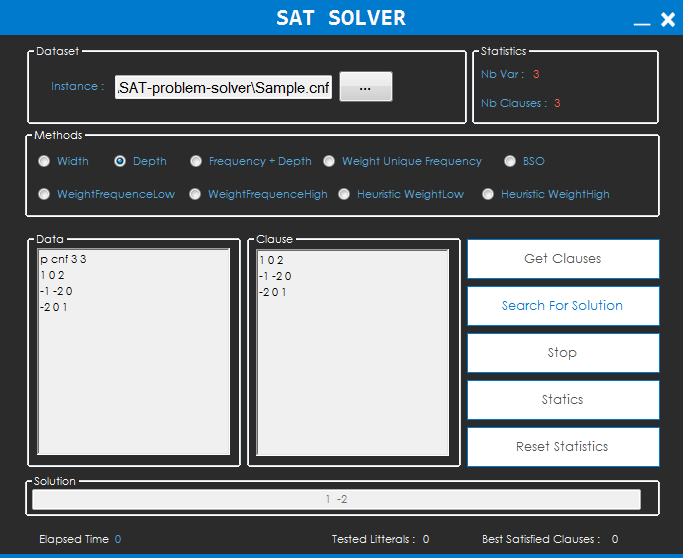 SAT SOLVER
Dataset
Instance : .SAT-problem-solver\Sample.cnf ...
Statistics
Nb Var : 3
Nb Clauses : 3
Methods
Width Depth Frequency + Depth Weight Unique Frequency BSO
WeightFrequenceLow WeightFrequenceHigh Heuristic WeightLow Heuristic WeightHigh
Data
p cnf 3 3
1 0 2
-1 -2 0
-2 0 1
Clause
1 0 2
-1 -2 0
-2 0 1
Get Clauses
Search For Solution
Stop
Statics
Reset Statistics
Solution
1 -2
Elapsed Time 0 Tested Litterals : 0 Best Satisfied Clauses : 0